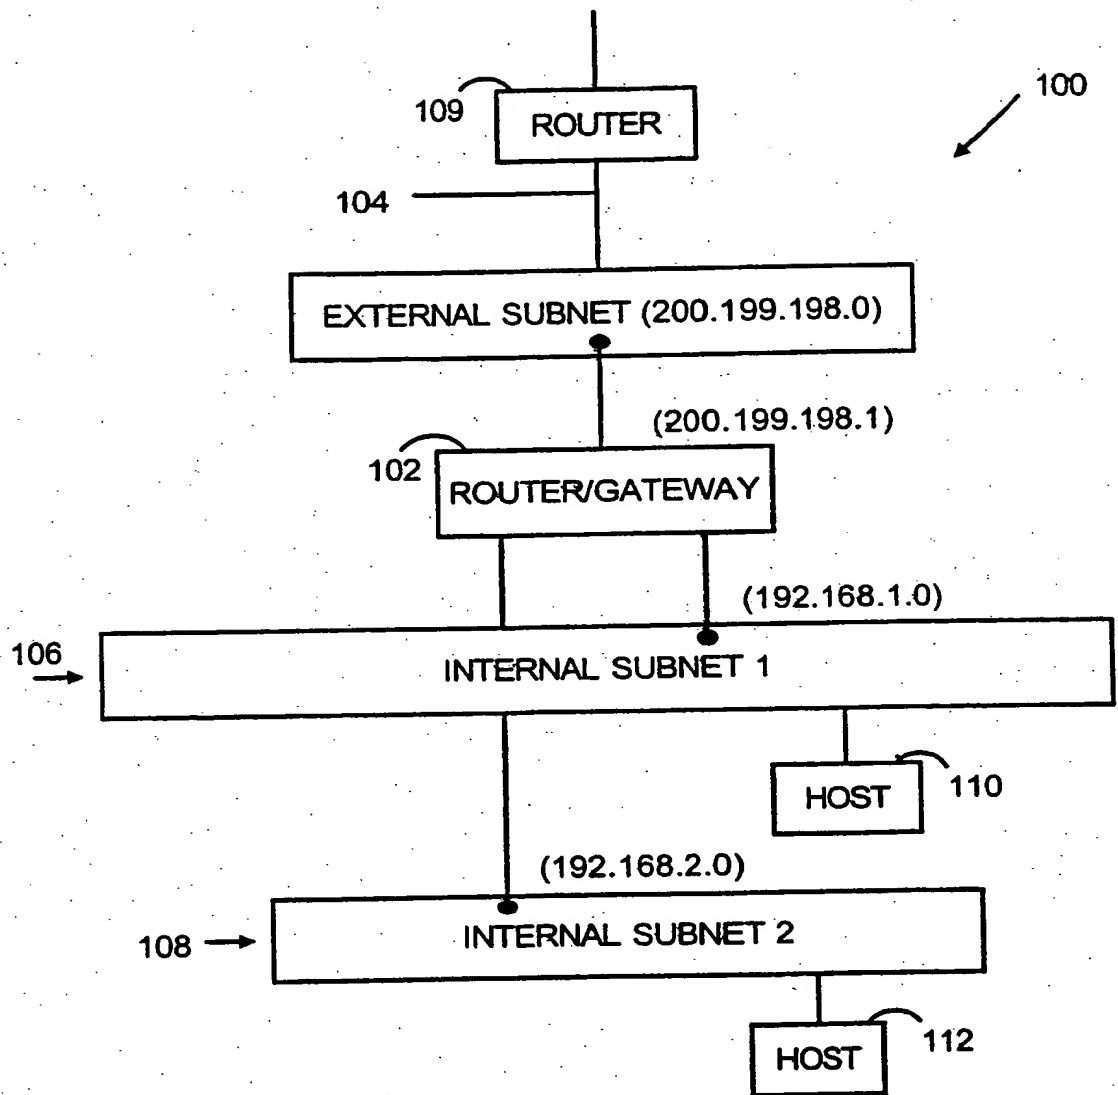 100
109
ROUTER
104
EXTERNAL SUBNET (200.199.198.0)
(200.199.198.1)
102
ROUTER/GATEWAY
(192.168.1.0)
106
INTERNAL SUBNET 1
HOST
110
(192.168.2.0)
108
INTERNAL SUBNET 2
HOST
112